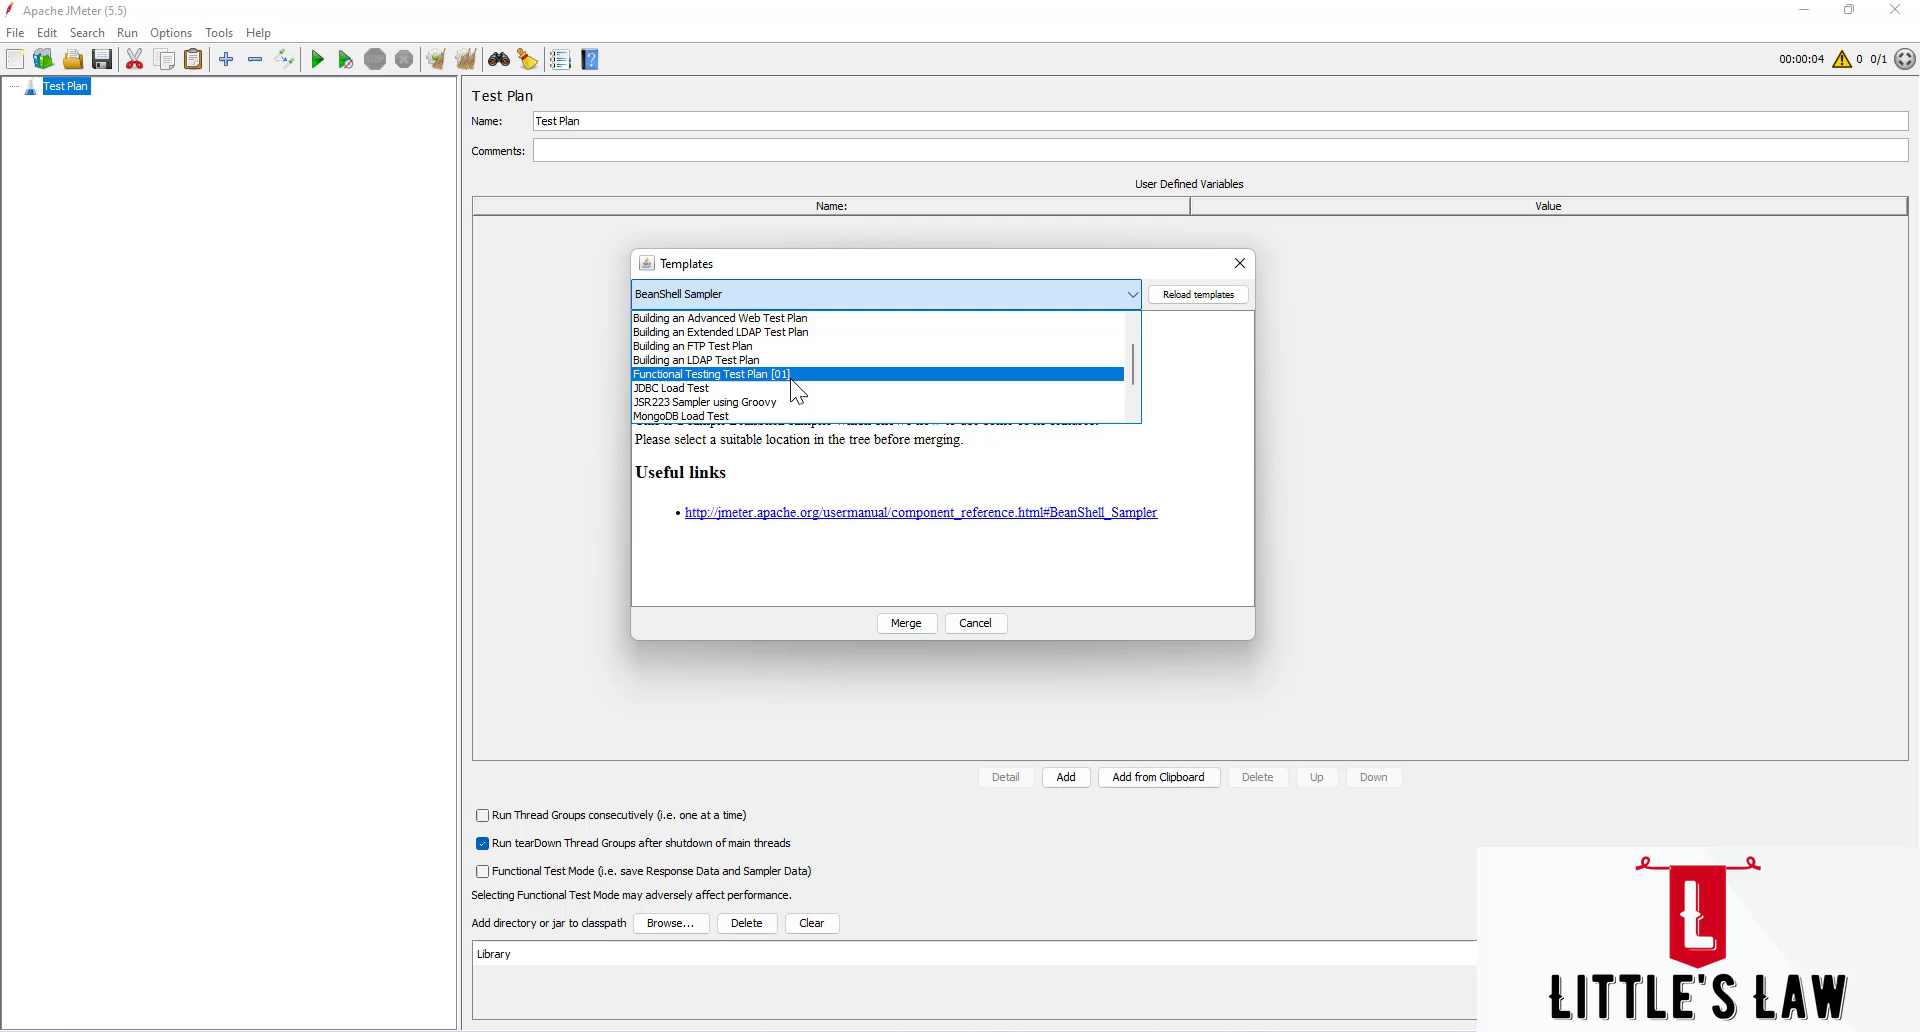 Apache JMeter (5.5)
File Edit Search Run Options Tools Help
00:00:04 0 0/1
Test Plan
Test Plan
Name: Test Plan
Comments:
User Defined Variables
Name: Value
Templates
BeanShell Sampler Reload templates
Building an Advanced Web Test Plan
Building an Extended LDAP Test Plan
Building an FTP Test Plan
Building an LDAP Test Plan
Functional Testing Test Plan [01]
JDBC Load Test
JSR223 Sampler using Groovy
MongoDB Load Test
Please select a suitable location in the tree before merging.
Useful links
• http://jmeter.apache.org/usermanual/component_reference.html#BeanShell_Sampler
Merge Cancel
Detail Add Add from Clipboard Delete Up Down
Run Thread Groups consecutively (i.e. one at a time)
Run tearDown Thread Groups after shutdown of main threads
Functional Test Mode (i.e. save Response Data and Sampler Data)
Selecting Functional Test Mode may adversely affect performance.
Add directory or jar to classpath Browse... Delete Clear
Library
L
LITTLE'S LAW